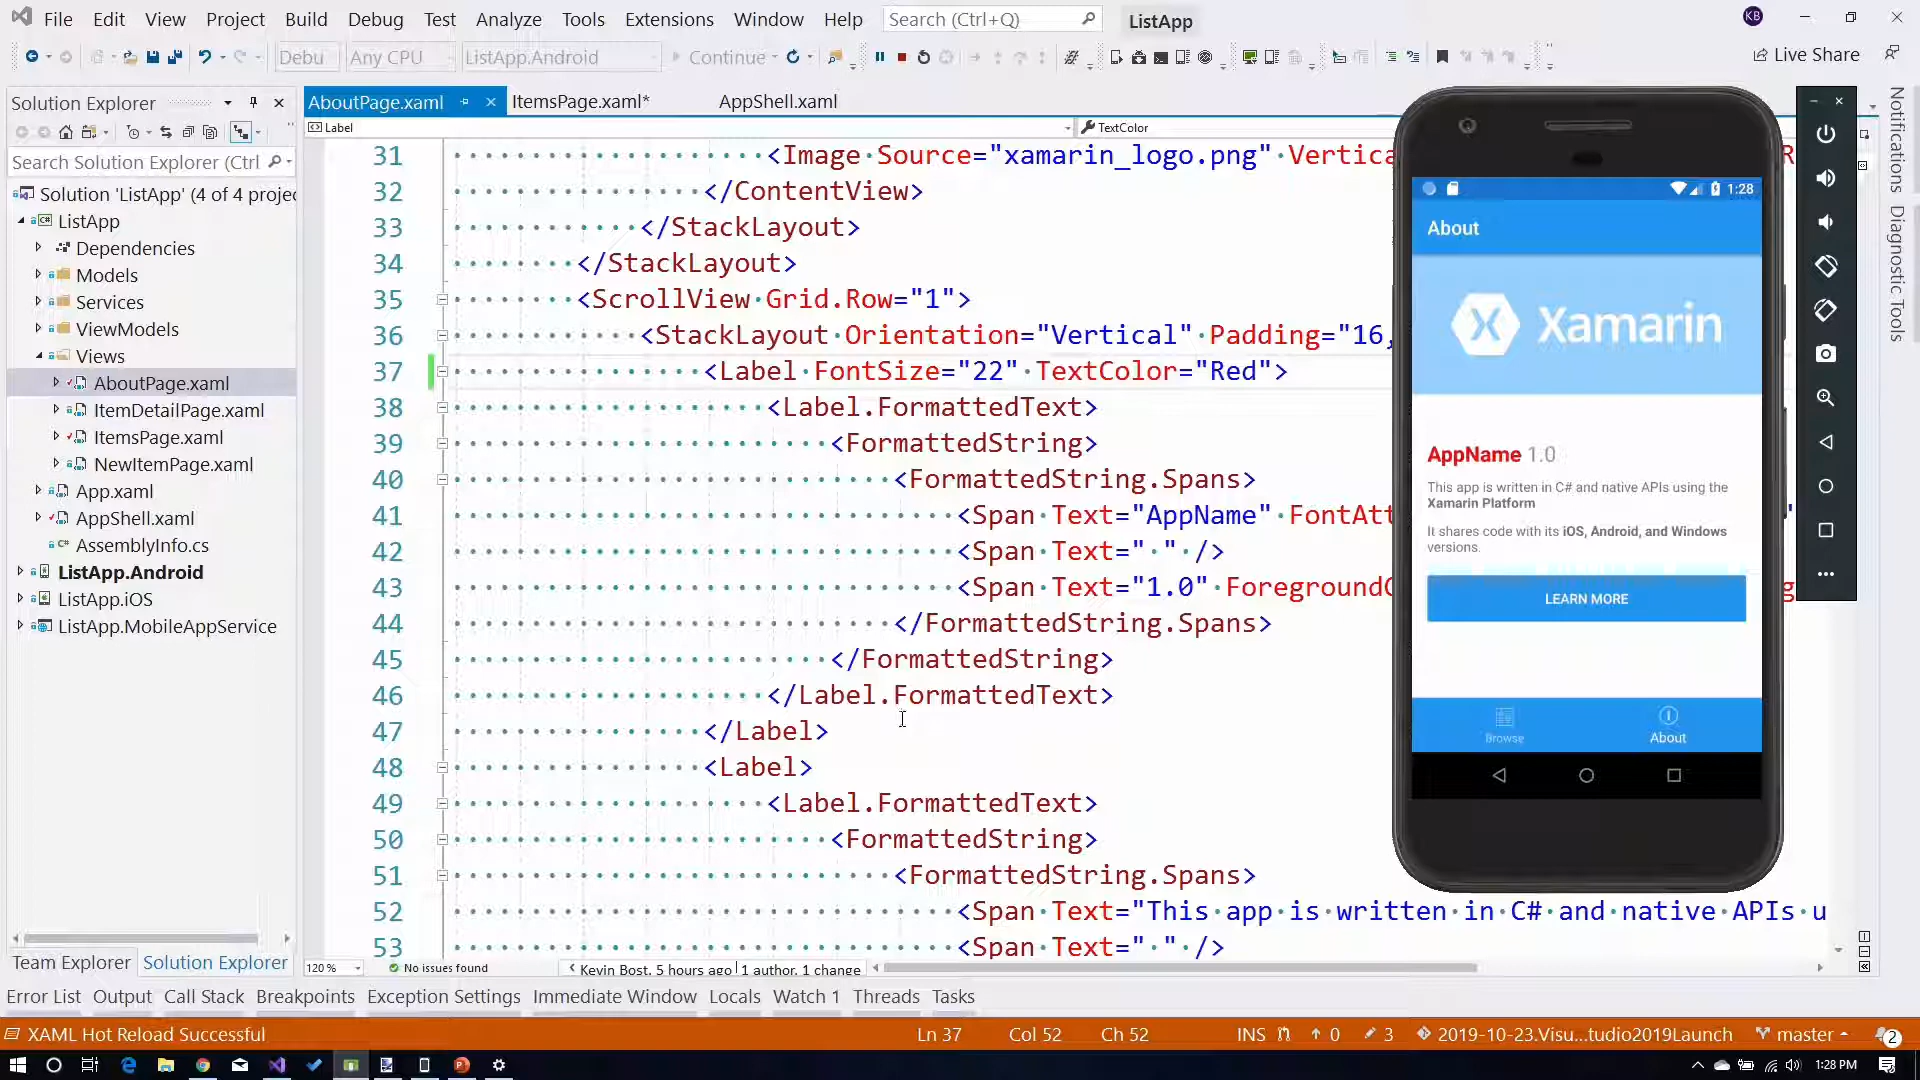 File Edit View Project Build Debug Test Analyze Tools Extensions Window Help Search (Ctrl+Q) ListApp KB
Debu Any CPU ListApp.Android Continue Live Share
Solution Explorer
Search Solution Explorer (Ctrl
Solution 'ListApp' (4 of 4 projec
ListApp
Dependencies
Models
Services
ViewModels
Views
AboutPage.xaml
ItemDetailPage.xaml
ItemsPage.xaml
NewItemPage.xaml
App.xaml
AppShell.xaml
AssemblyInfo.cs
ListApp.Android
ListApp.iOS
ListApp.MobileAppService
Team Explorer Solution Explorer
AboutPage.xaml ItemsPage.xaml* AppShell.xaml
Label TextColor
31 <Image Source="xamarin_logo.png" Vertica
32 </ContentView>
33 </StackLayout>
34 </StackLayout>
35 <ScrollView Grid.Row="1">
36 <StackLayout Orientation="Vertical" Padding="16,
37 <Label FontSize="22" TextColor="Red">
38 <Label.FormattedText>
39 <FormattedString>
40 <FormattedString.Spans>
41 <Span Text="AppName" FontAtt
42 <Span Text=" " />
43 <Span Text="1.0" Foreground
44 </FormattedString.Spans>
45 </FormattedString>
46 </Label.FormattedText>
47 </Label>
48 <Label>
49 <Label.FormattedText>
50 <FormattedString>
51 <FormattedString.Spans>
52 <Span Text="This app is written in C# and native APIs u
53 <Span Text=" " />
120 % No issues found Kevin Bost, 5 hours ago 1 author, 1 change
1:28
About
Xamarin
AppName 1.0
This app is written in C# and native APIs using the
Xamarin Platform
It shares code with its iOS, Android, and Windows
versions.
LEARN MORE
Browse About
Notifications
Diagnostic Tools
Error List Output Call Stack Breakpoints Exception Settings Immediate Window Locals Watch 1 Threads Tasks
XAML Hot Reload Successful Ln 37 Col 52 Ch 52 INS 0 3 2019-10-23.Visu...tudio2019Launch master 2
1:28 PM